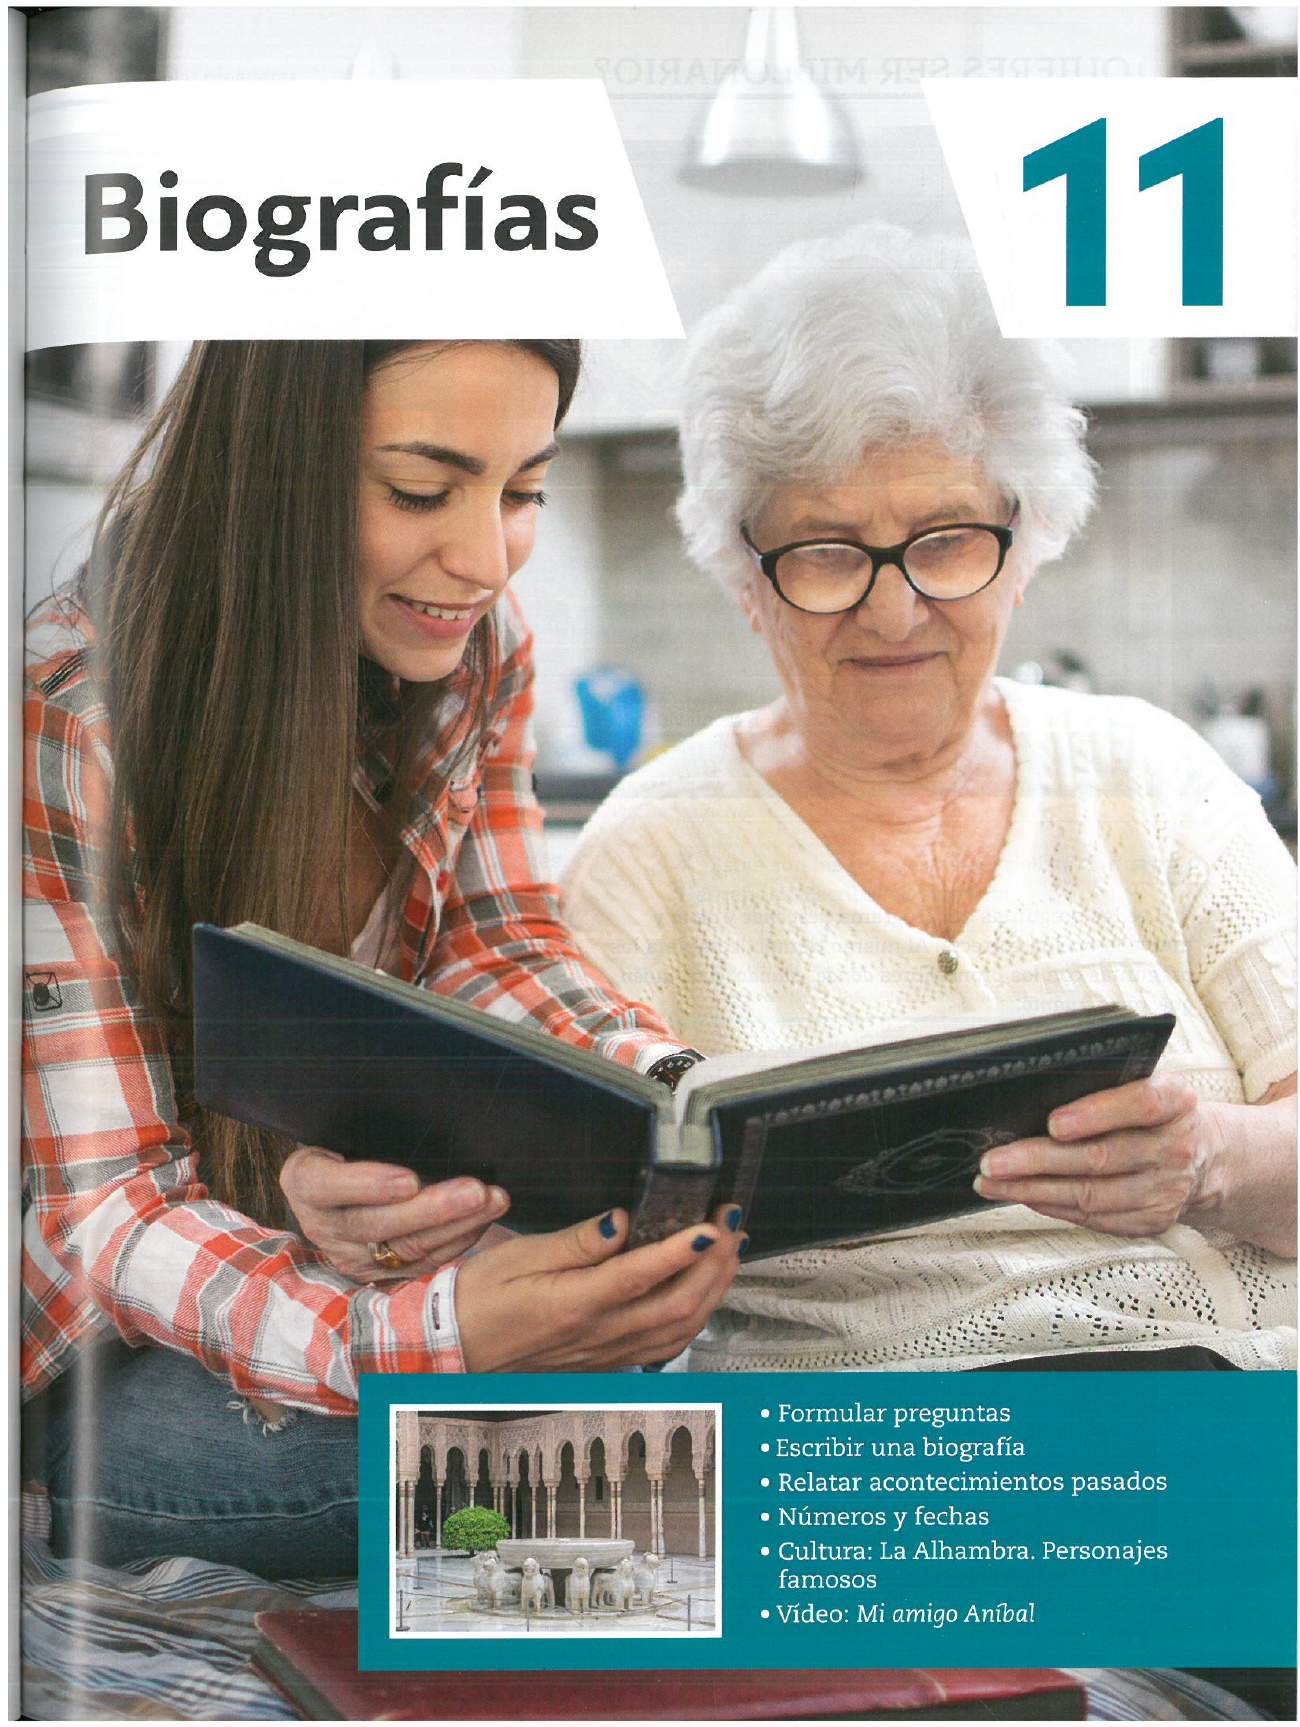 Biografías
11
• Formular preguntas
• Escribir una biografía
• Relatar acontecimientos pasados
• Números y fechas
• Cultura: La Alhambra. Personajes
famosos
• Vídeo: Mi amigo Aníbal